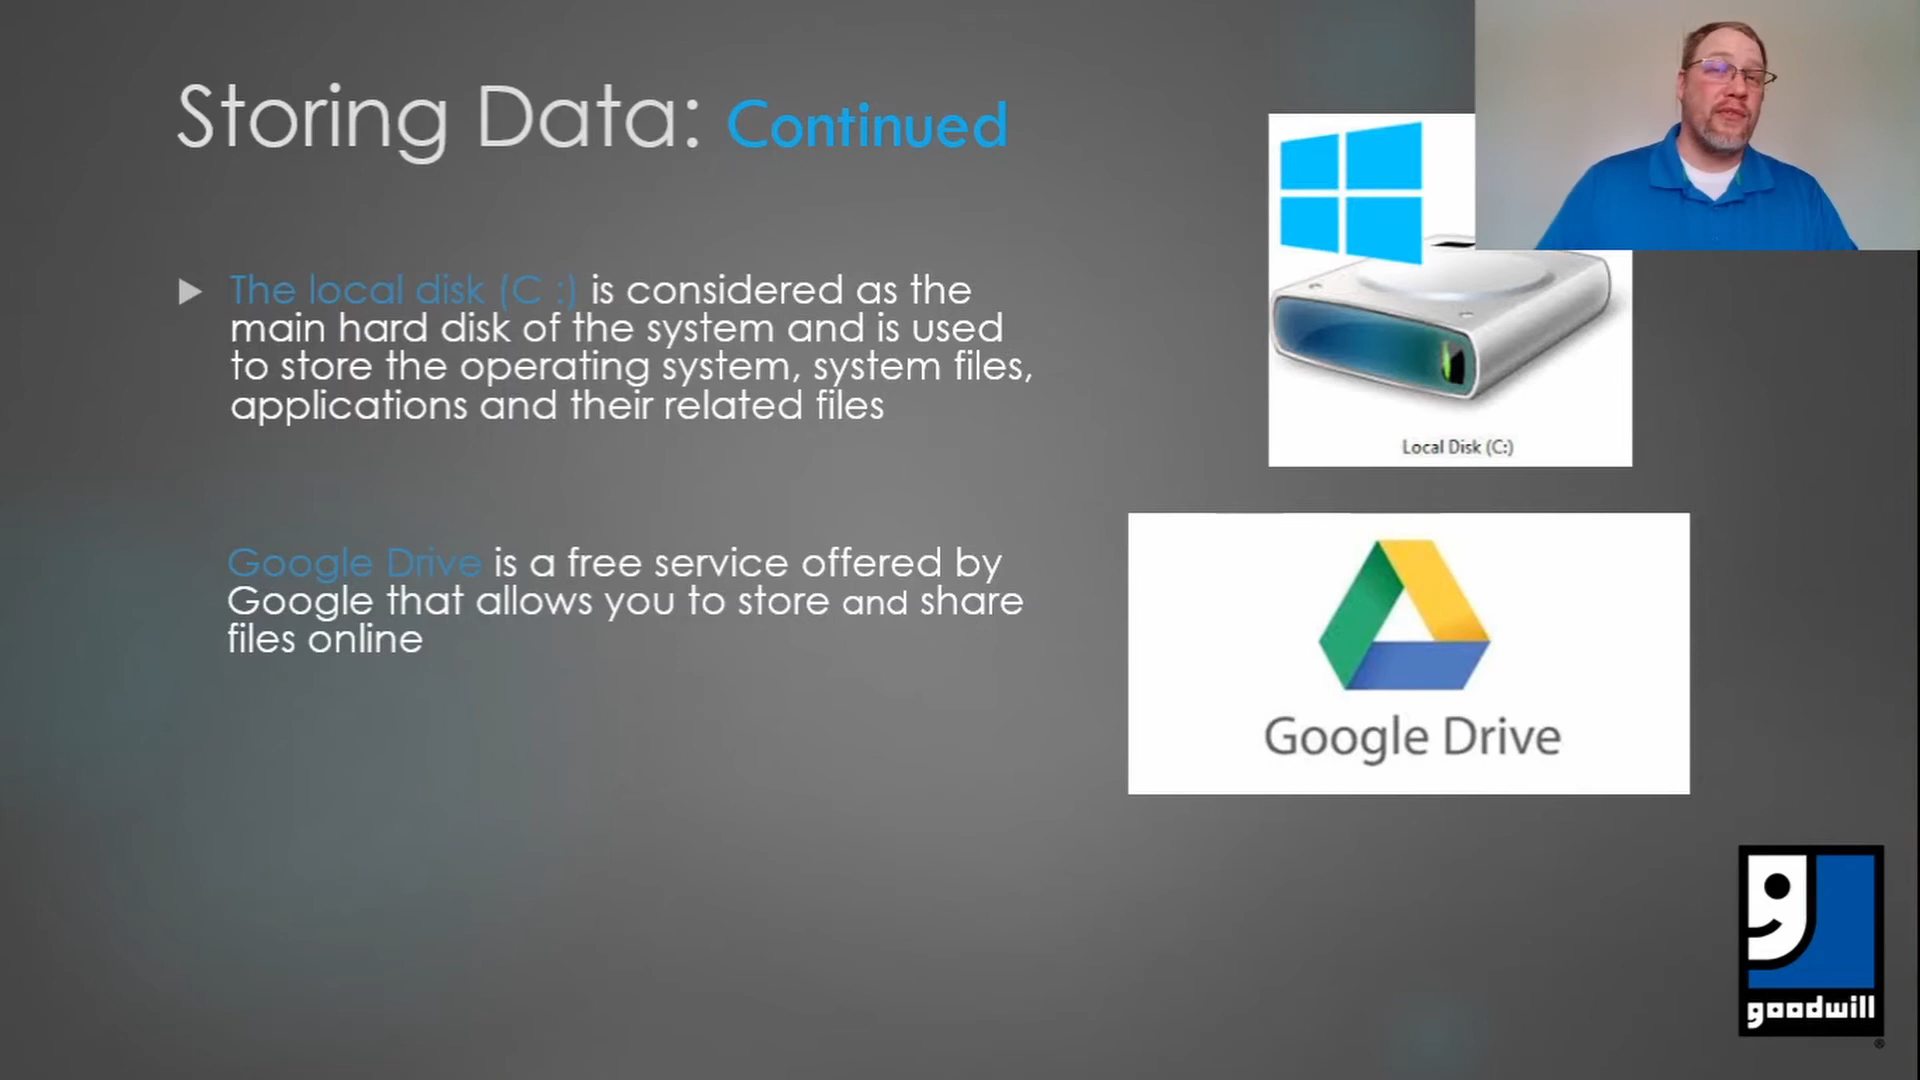 Storing Data: Continued
The local disk (C :) is considered as the
main hard disk of the system and is used
to store the operating system, system files,
applications and their related files
Local Disk (C:)
Google Drive is a free service offered by
Google that allows you to store and share
files online
Google Drive
goodwill
®